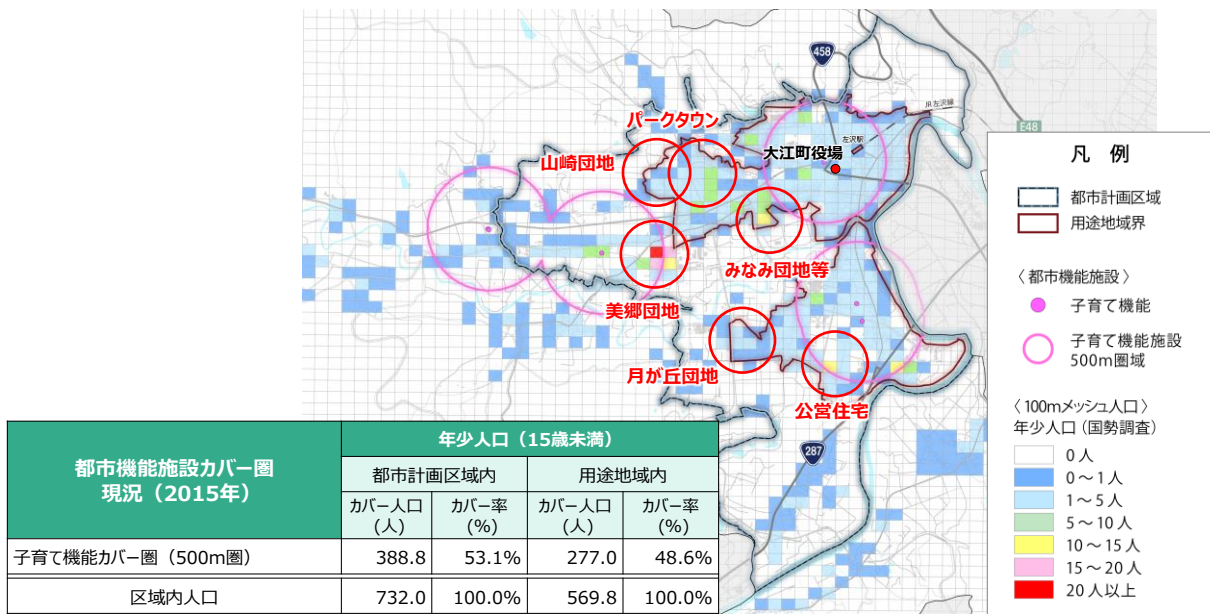 458
JR左沢線
E48
パークタウン
左沢駅
大江町役場
山崎団地
みなみ団地等
美郷団地
月が丘団地
公営住宅
287
凡 例
都市計画区域
用途地域界
〈都市機能施設〉
子育て機能
子育て機能施設
500m圏域
〈100mメッシュ人口〉
年少人口(国勢調査)
0人
0～1人
1～5人
5～10人
10～15人
15～20人
20人以上
都市機能施設カバー圏
現況(2015年)
年少人口(15歳未満)
都市計画区域内 用途地域内
カバー人口
(人)
カバー率
(%)
カバー人口
(人)
カバー率
(%)
子育て機能カバー圏(500m圏) 388.8 53.1% 277.0 48.6%
区域内人口 732.0 100.0% 569.8 100.0%